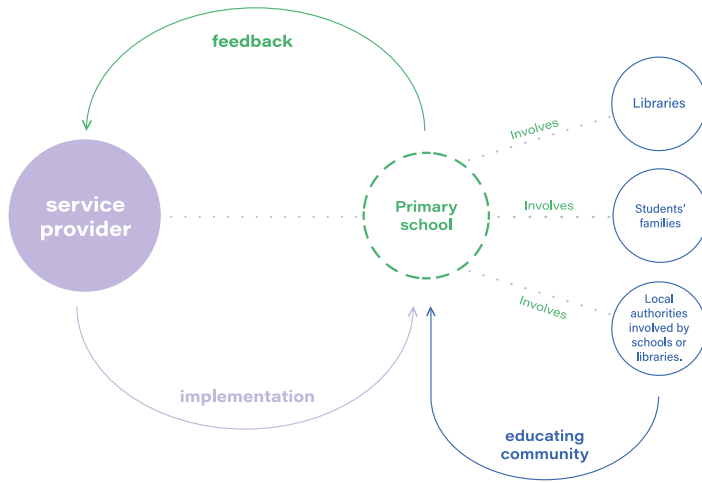 feedback
Libraries
Involves
service
provider
Primary
school
Involves
Students'
families
Involves
Local
authorities
involved by
schools or
libraries.
implementation
educating
community